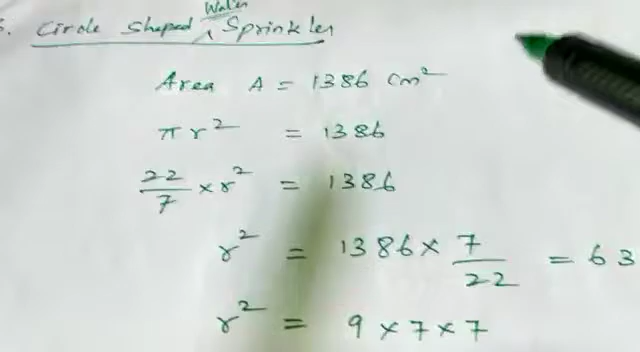 3. Circle Shaped Water Sprinkler
Area A = 1386 cm²
πr² = 1386
22/7 × r² = 1386
r² = 1386 × 7/22 = 63
r² = 9 × 7 × 7